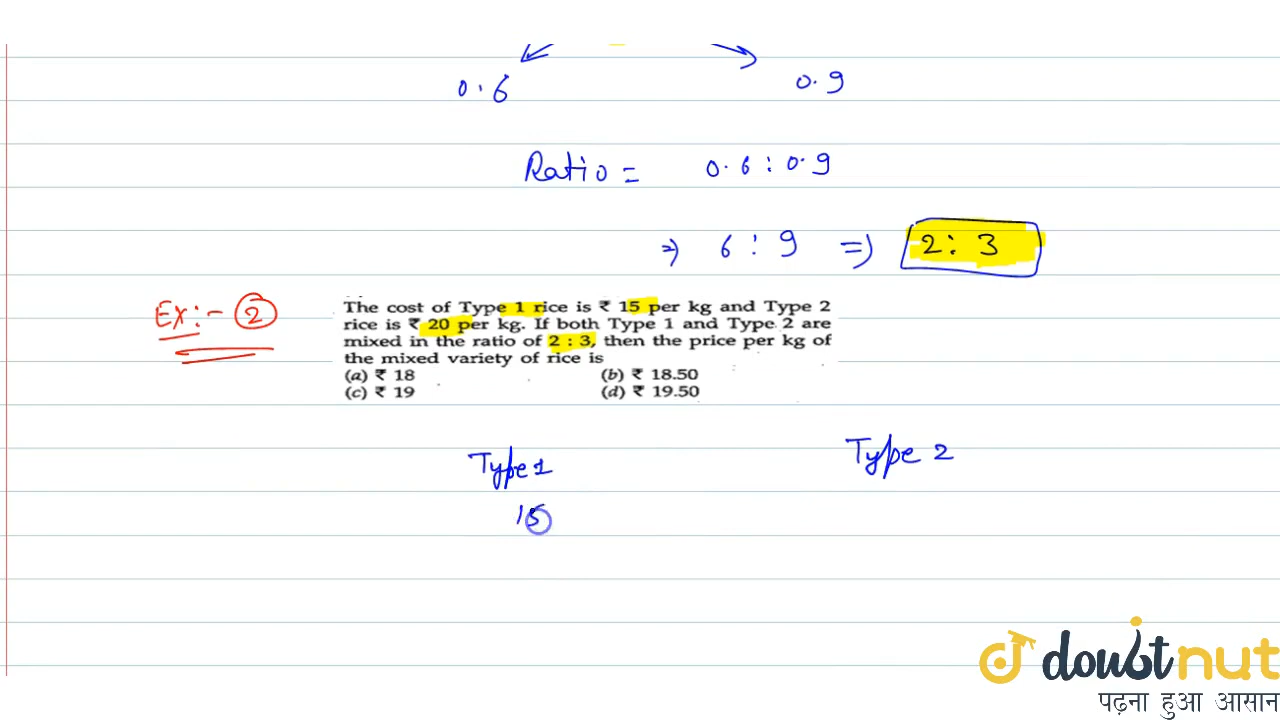 0.6 0.9
Ratio = 0.6 : 0.9
⇒ 6 : 9 ⇒ 2 : 3
Ex:- 2
The cost of Type 1 rice is ₹ 15 per kg and Type 2
rice is ₹ 20 per kg. If both Type 1 and Type 2 are
mixed in the ratio of 2 : 3, then the price per kg of
the mixed variety of rice is
(a) ₹ 18 (b) ₹ 18.50
(c) ₹ 19 (d) ₹ 19.50
Type 1 Type 2
15
doubtnut
पढ़ना हुआ आसान